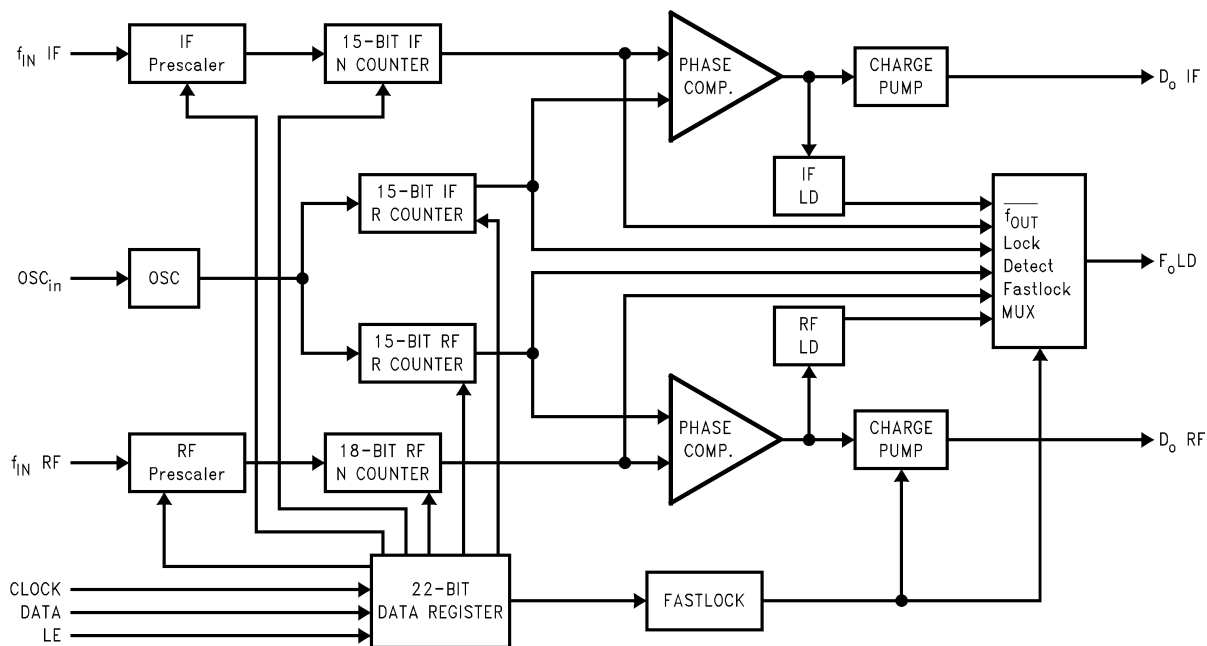 f_IN IF
IF
Prescaler
15-BIT IF
N COUNTER
PHASE
COMP.
CHARGE
PUMP
D_o IF
IF
LD
15-BIT IF
R COUNTER
OSC_in
OSC
f_OUT
Lock
Detect
Fastlock
MUX
F_oLD
15-BIT RF
R COUNTER
RF
LD
f_IN RF
RF
Prescaler
18-BIT RF
N COUNTER
PHASE
COMP.
CHARGE
PUMP
D_o RF
CLOCK
DATA
LE
22-BIT
DATA REGISTER
FASTLOCK